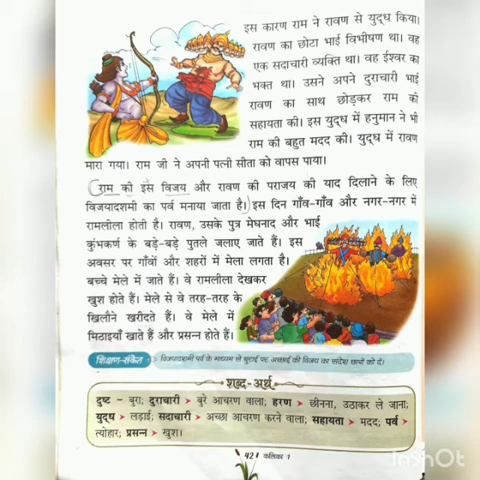 इस कारण राम ने रावण से युद्ध किया।
रावण का छोटा भाई विभीषण था। वह
एक सदाचारी व्यक्ति था। वह ईश्वर का
भक्त था। उसने अपने दुराचारी भाई
रावण का साथ छोड़कर राम की
सहायता की। इस युद्ध में हनुमान ने भी
राम की बहुत मदद की। युद्ध में रावण
मारा गया। राम जी ने अपनी पत्नी सीता को वापस पाया।
राम की इस विजय और रावण की पराजय की याद दिलाने के लिए
विजयादशमी का पर्व मनाया जाता है। इस दिन गाँव-गाँव और नगर-नगर में
रामलीला होती है। रावण, उसके पुत्र मेघनाद और भाई
कुंभकर्ण के बड़े-बड़े पुतले जलाए जाते हैं। इस
अवसर पर गाँवों और शहरों में मेला लगता है।
बच्चे मेले में जाते हैं। वे रामलीला देखकर
खुश होते हैं। मेले से वे तरह-तरह के
खिलौने खरीदते हैं। वे मेले में
मिठाइयाँ खाते हैं और प्रसन्न होते हैं।
शिक्षण-संकेत विजयादशमी पर्व के माध्यम से बुराई पर अच्छाई की विजय का संदेश छात्रों को दें।
शब्द-अर्थ
दुष्ट - बुरा; दुराचारी ➤ बुरे आचरण वाला; हरण ➤ छीनना, उठाकर ले जाना;
युद्ध ➤ लड़ाई; सदाचारी ➤ अच्छा आचरण करने वाला; सहायता ➤ मदद; पर्व ➤
त्योहार; प्रसन्न ➤ खुश।
42 कलिका 1
InShOt